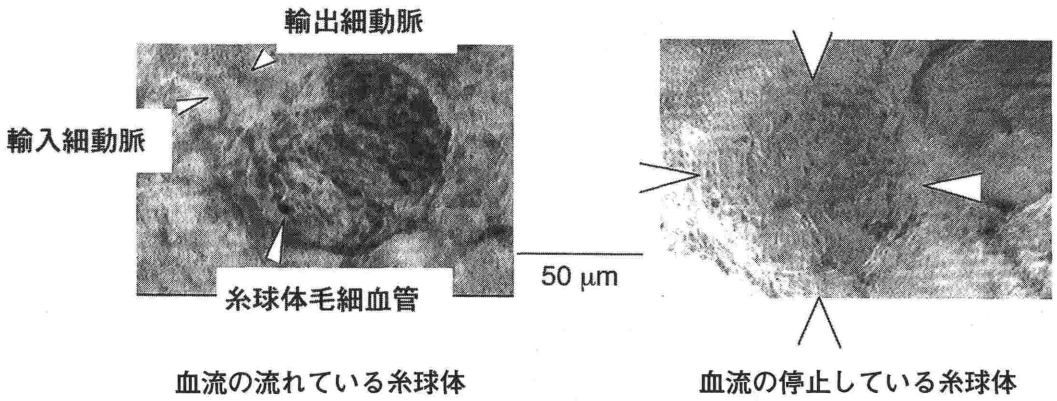 輸出細動脈
輸入細動脈
糸球体毛細血管
50 μm
血流の流れている糸球体
血流の停止している糸球体